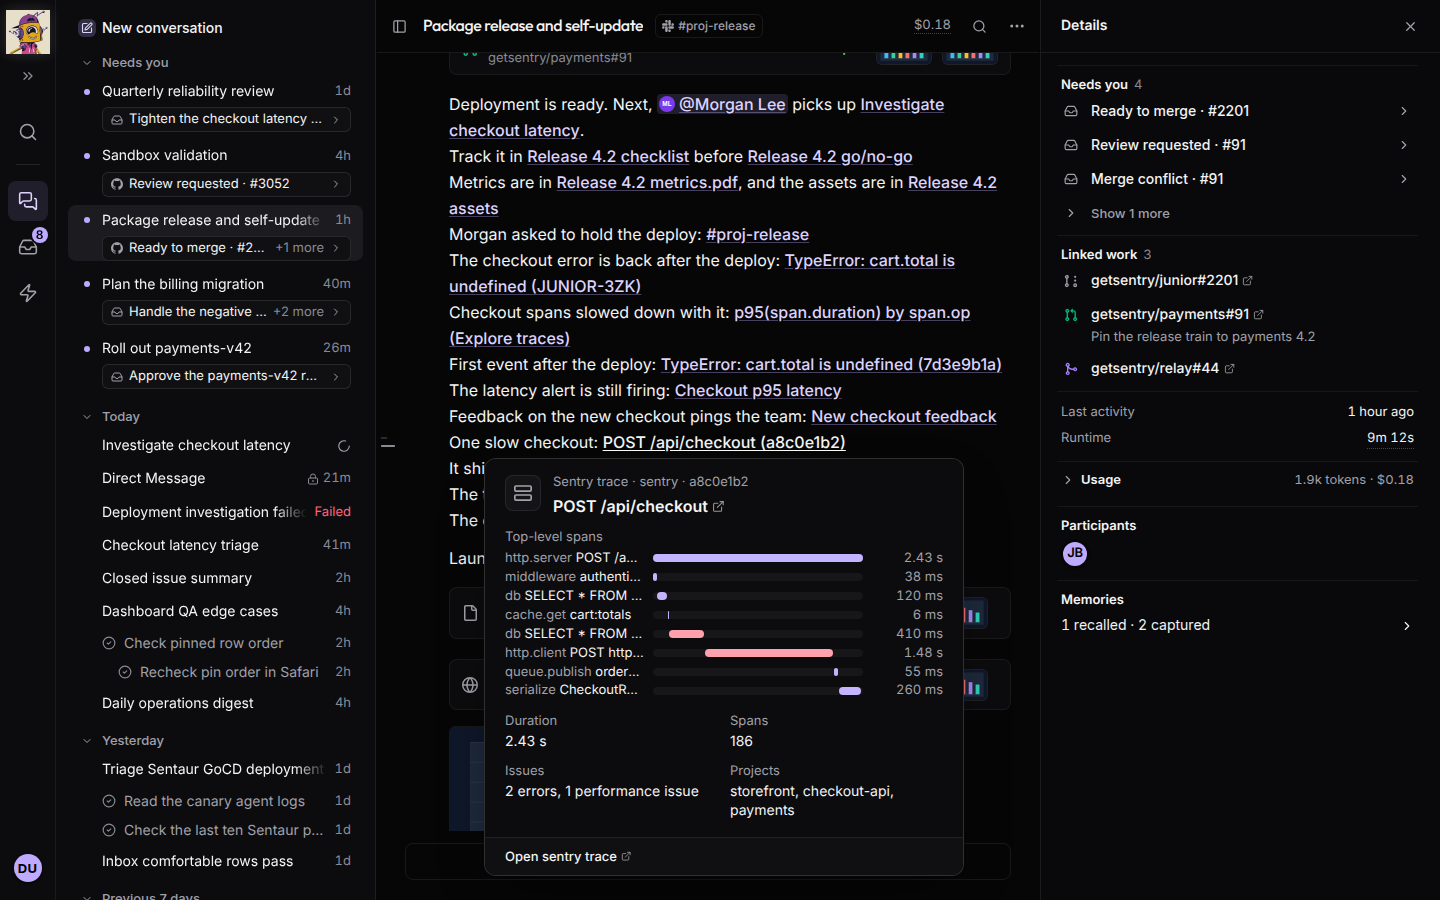 New conversation
Needs you
Quarterly reliability review 1d
Tighten the checkout latency ...
Sandbox validation 4h
Review requested · #3052
Package release and self-update 1h
Ready to merge · #2... +1 more
Plan the billing migration 40m
Handle the negative ... +2 more
Roll out payments-v42 26m
Approve the payments-v42 r...
Today
Investigate checkout latency
Direct Message 21m
Deployment investigation failed Failed
Checkout latency triage 41m
Closed issue summary 2h
Dashboard QA edge cases 4h
Check pinned row order 2h
Recheck pin order in Safari 2h
Daily operations digest 4h
Yesterday
Triage Sentaur GoCD deployment 1d
Read the canary agent logs 1d
Check the last ten Sentaur p... 1d
Inbox comfortable rows pass 1d
Previous 7 days
8
DU
Package release and self-update #proj-release $0.18
getsentry/payments#91
Deployment is ready. Next, ML @Morgan Lee picks up Investigate
checkout latency.
Track it in Release 4.2 checklist before Release 4.2 go/no-go
Metrics are in Release 4.2 metrics.pdf, and the assets are in Release 4.2
assets
Morgan asked to hold the deploy: #proj-release
The checkout error is back after the deploy: TypeError: cart.total is
undefined (JUNIOR-3ZK)
Checkout spans slowed down with it: p95(span.duration) by span.op
(Explore traces)
First event after the deploy: TypeError: cart.total is undefined (7d3e9b1a)
The latency alert is still firing: Checkout p95 latency
Feedback on the new checkout pings the team: New checkout feedback
One slow checkout: POST /api/checkout (a8c0e1b2)
It shi
The
The
Laun
Sentry trace · sentry · a8c0e1b2
POST /api/checkout
Top-level spans
http.server POST /a... 2.43 s
middleware authenti... 38 ms
db SELECT * FROM ... 120 ms
cache.get cart:totals 6 ms
db SELECT * FROM ... 410 ms
http.client POST http... 1.48 s
queue.publish order... 55 ms
serialize CheckoutR... 260 ms
Duration Spans
2.43 s 186
Issues Projects
2 errors, 1 performance issue storefront, checkout-api,
payments
Open sentry trace
Details
Needs you 4
Ready to merge · #2201
Review requested · #91
Merge conflict · #91
Show 1 more
Linked work 3
getsentry/junior#2201
getsentry/payments#91
Pin the release train to payments 4.2
getsentry/relay#44
Last activity 1 hour ago
Runtime 9m 12s
Usage 1.9k tokens · $0.18
Participants
JB
Memories
1 recalled · 2 captured